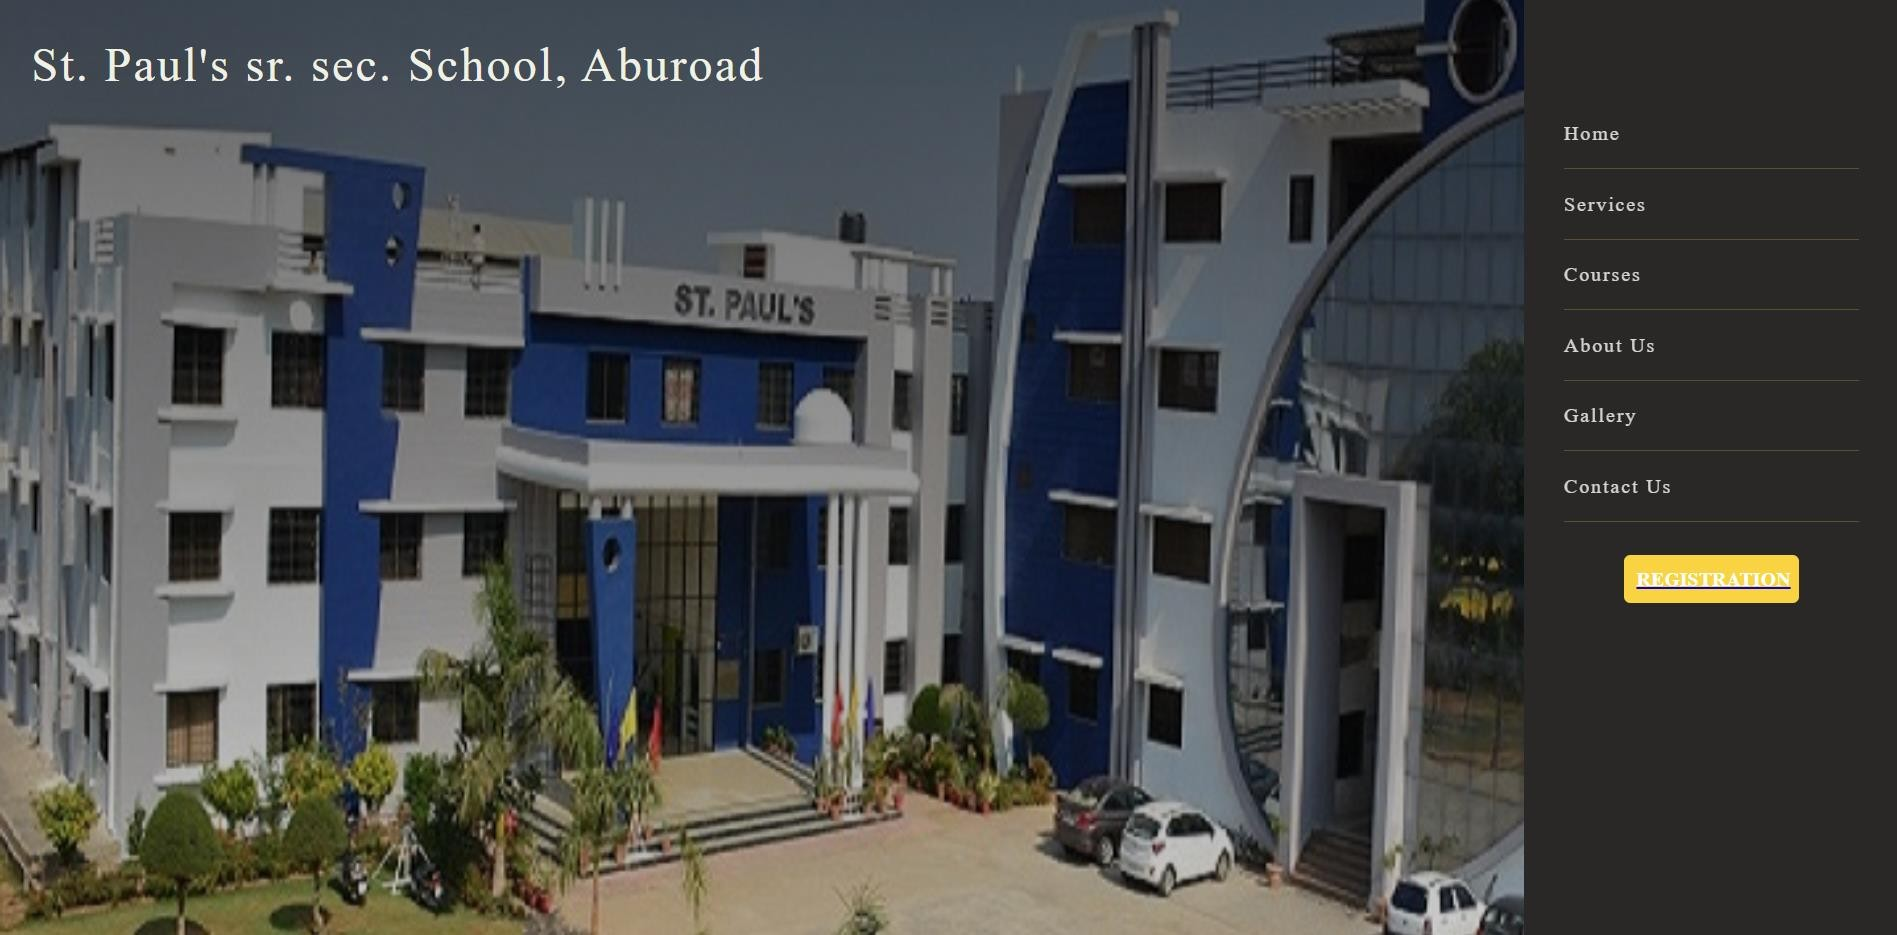 St. Paul's sr. sec. School, Aburoad
ST. PAUL'S
Home
Services
Courses
About Us
Gallery
Contact Us
REGISTRATION